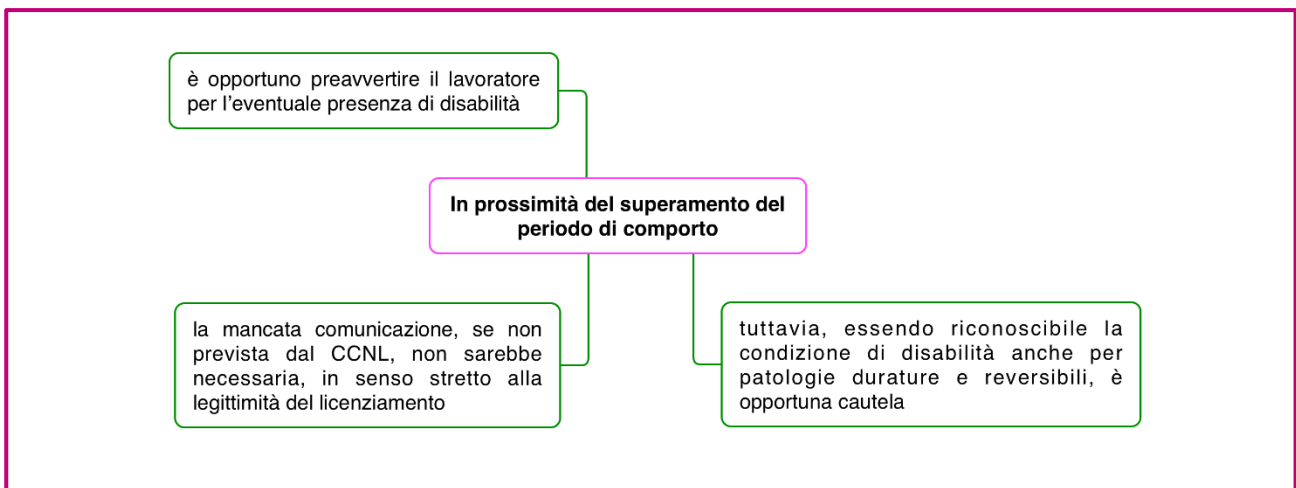 è opportuno preavvertire il lavoratore
per l'eventuale presenza di disabilità
In prossimità del superamento del
periodo di comporto
la mancata comunicazione, se non
prevista dal CCNL, non sarebbe
necessaria, in senso stretto alla
legittimità del licenziamento
tuttavia, essendo riconoscibile la
condizione di disabilità anche per
patologie durature e reversibili, è
opportuna cautela